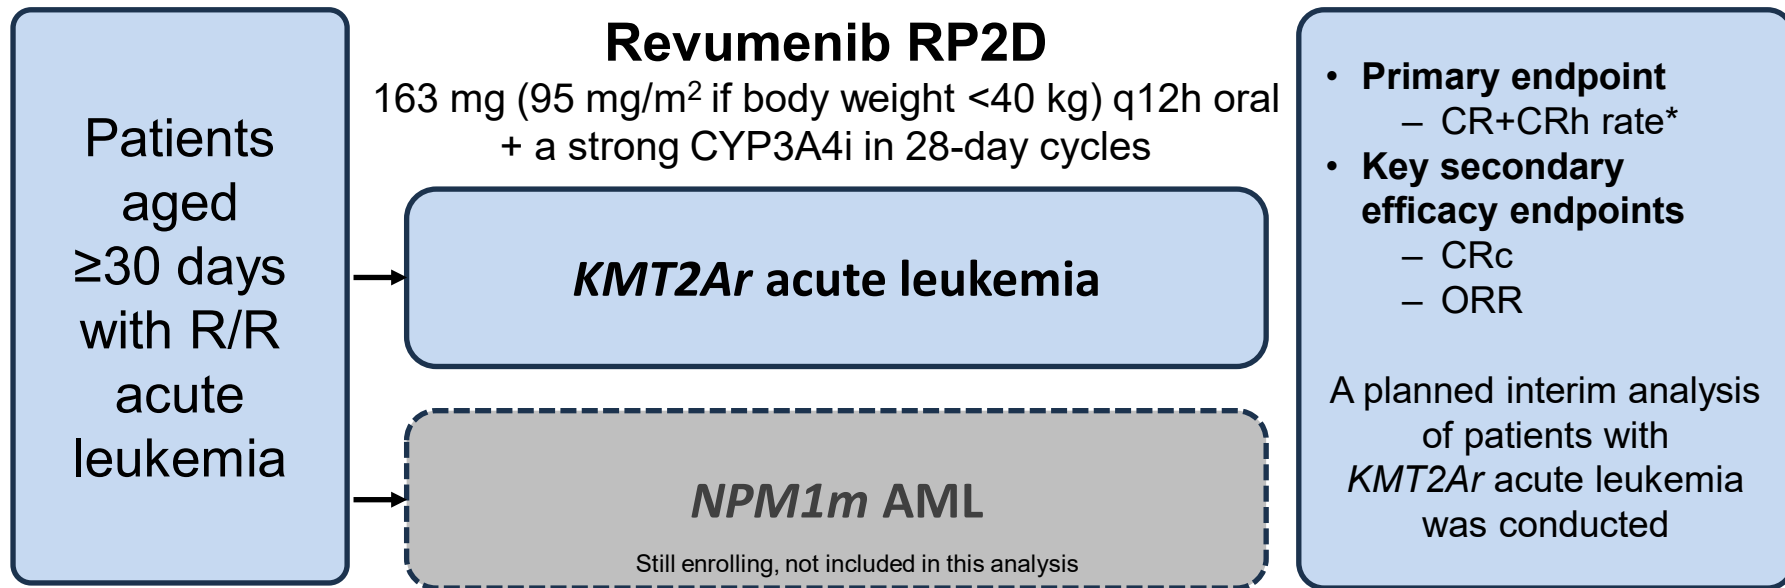 Patients
aged
≥30 days
with R/R
acute
leukemia
Revumenib RP2D
163 mg (95 mg/m² if body weight <40 kg) q12h oral
+ a strong CYP3A4i in 28-day cycles
KMT2Ar acute leukemia
NPM1m AML
Still enrolling, not included in this analysis
• Primary endpoint
– CR+CRh rate*
• Key secondary
efficacy endpoints
– CRc
– ORR
A planned interim analysis
of patients with
KMT2Ar acute leukemia
was conducted